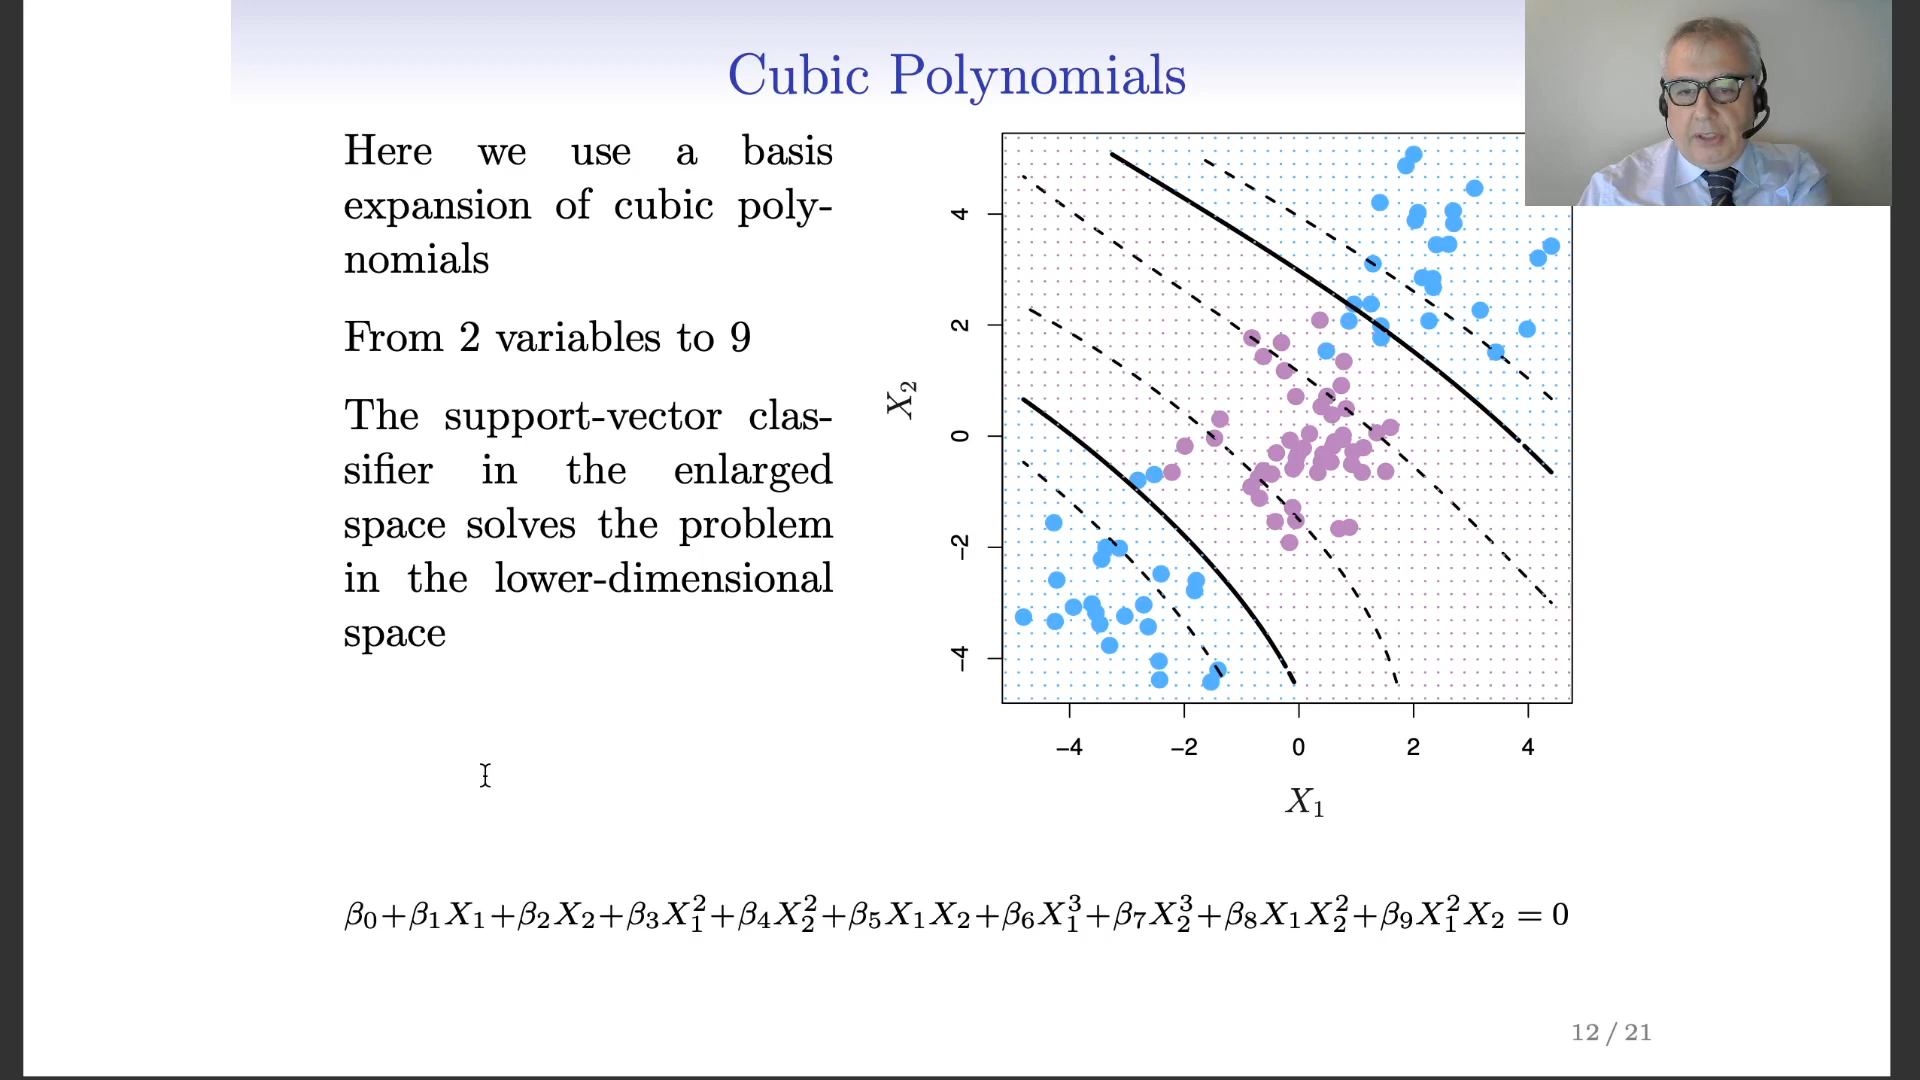 Cubic Polynomials
Here we use a basis
expansion of cubic poly-
nomials
From 2 variables to 9
The support-vector clas-
sifier in the enlarged
space solves the problem
in the lower-dimensional
space
4
2
0
−2
−4
X₂
−4 −2 0 2 4
X₁
β₀+β₁X₁+β₂X₂+β₃X₁²+β₄X₂²+β₅X₁X₂+β₆X₁³+β₇X₂³+β₈X₁X₂²+β₉X₁²X₂ = 0
12 / 21